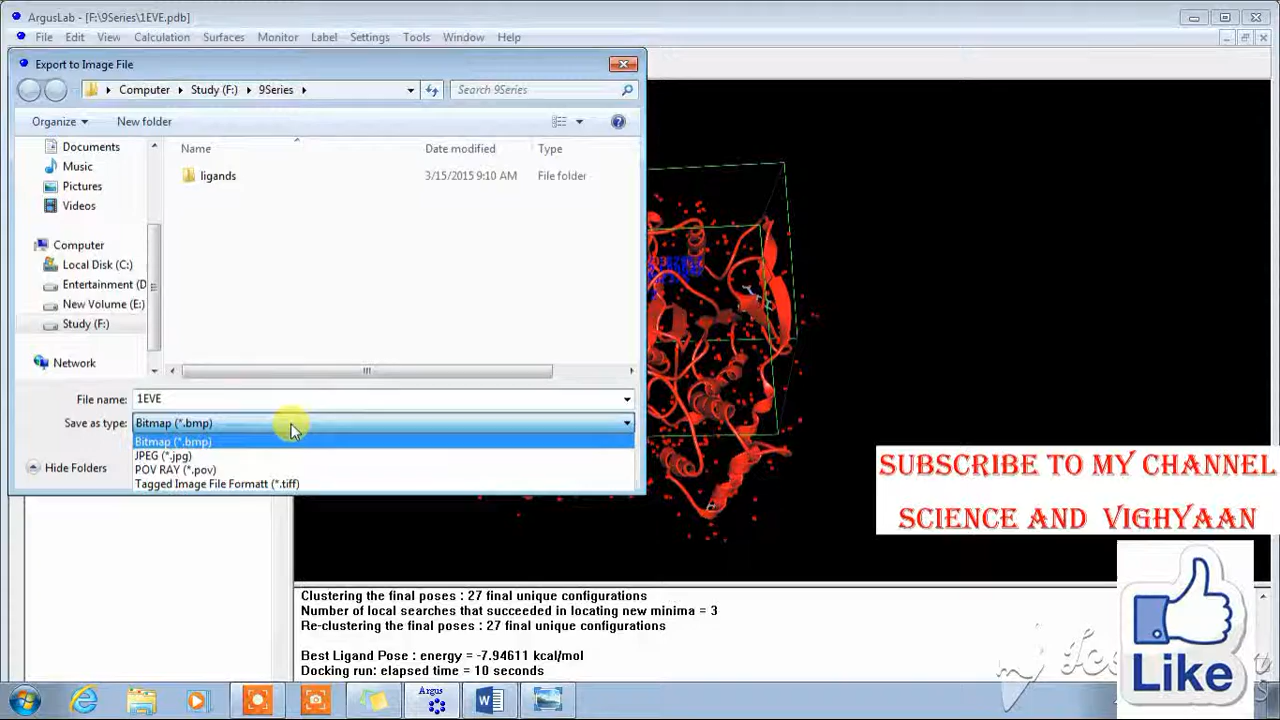 ArgusLab - [F:\9Series\1EVE.pdb]
File Edit View Calculation Surfaces Monitor Label Settings Tools Window Help
Export to Image File
Computer Study (F:) 9Series Search 9Series
Organize New folder
Name Date modified Type
Documents
Music
Pictures
Videos
Computer
Local Disk (C:)
Entertainment (D
New Volume (E:)
Study (F:)
Network
ligands 3/15/2015 9:10 AM File folder
File name: 1EVE
Save as type: Bitmap (*.bmp)
Bitmap (*.bmp)
JPEG (*.jpg)
POV RAY (*.pov)
Tagged Image File Formatt (*.tiff)
Hide Folders
SUBSCRIBE TO MY CHANNEL
SCIENCE AND VIGHYAAN
Clustering the final poses : 27 final unique configurations
Number of local searches that succeeded in locating new minima = 3
Re-clustering the final poses : 27 final unique configurations
Best Ligand Pose : energy = -7.94611 kcal/mol
Docking run: elapsed time = 10 seconds
Like
Argus